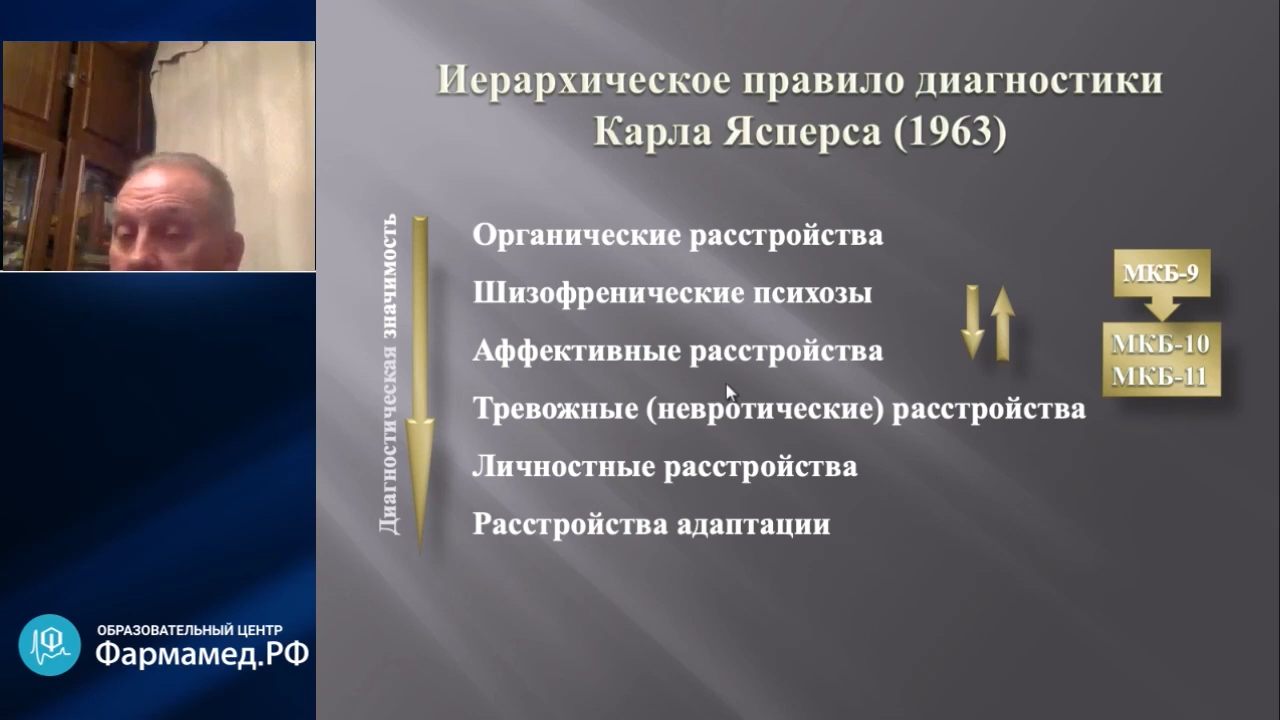 Иерархическое правило диагностики
Карла Ясперса (1963)
Диагностическая значимость
Органические расстройства
Шизофренические психозы
Аффективные расстройства
Тревожные (невротические) расстройства
Личностные расстройства
Расстройства адаптации
МКБ-9
МКБ-10
МКБ-11
ОБРАЗОВАТЕЛЬНЫЙ ЦЕНТР
Фармамед.РФ